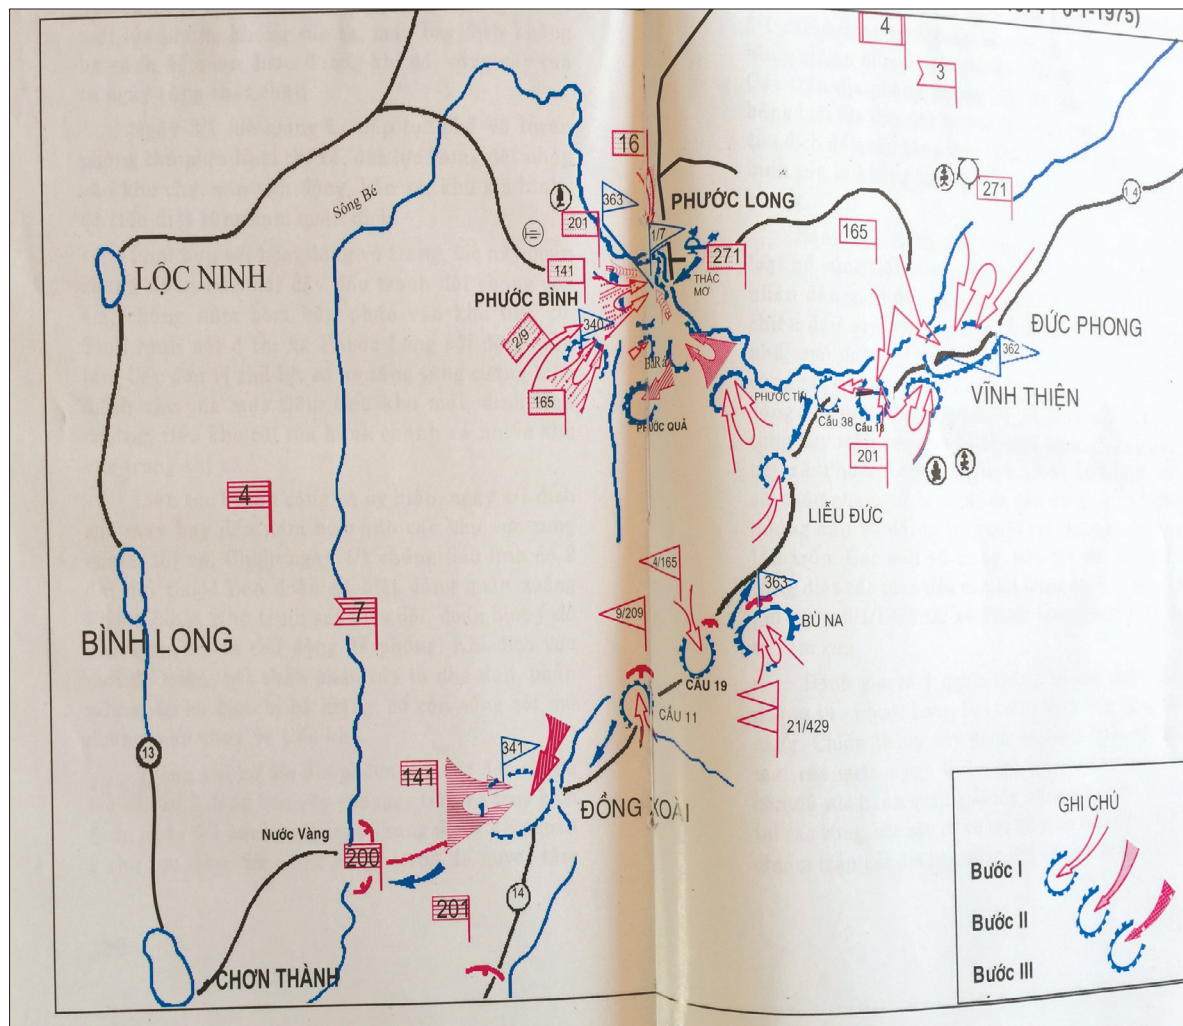 -1-1975)
4
3
16
PHƯỚC LONG
363
201
1/7
271
271
14
165
Sông Bé
LỘC NINH
141
PHƯỚC BÌNH
THÁC
MƠ
2/9
340
165
ĐỨC PHONG
362
VĨNH THIỆN
PHƯỚC TÍN
Cầu 38
Cầu 18
PHƯỚC QUẢ
201
4
LIỄU ĐỨC
4/165
363
9/209
BÙ NA
7
BÌNH LONG
CẦU 19
CẦU 11
21/429
13
341
141
ĐỒNG XOÀI
Nước Vàng
200
14
201
CHƠN THÀNH
GHI CHÚ
Bước I
Bước II
Bước III